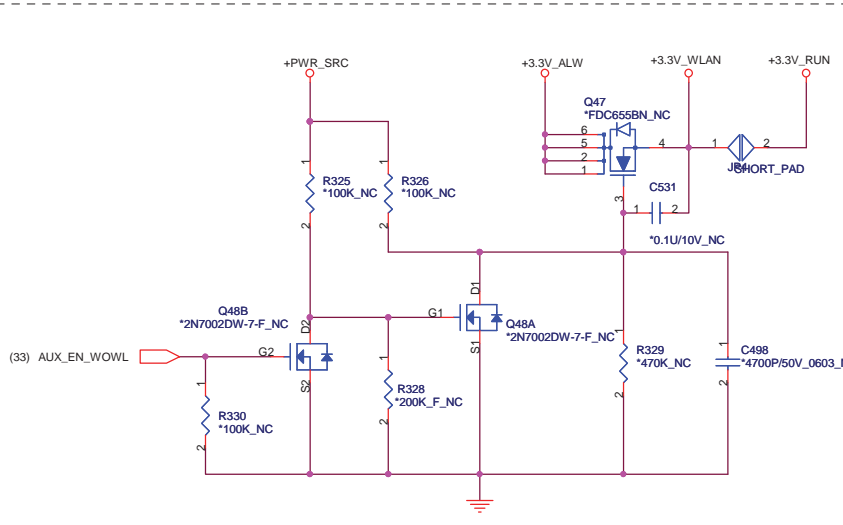 +PWR_SRC
+3.3V_ALW
+3.3V_WLAN
+3.3V_RUN
Q47
*FDC655BN_NC
6
5
2
1
4
3
1
2
SHORT_PAD
C531
1
2
*0.1U/10V_NC
1
R325
*100K_NC
2
1
R326
*100K_NC
2
Q48B
*2N7002DW-7-F_NC
D2
G2
S2
G1
D1
S1
Q48A
*2N7002DW-7-F_NC
(33) AUX_EN_WOWL
1
R330
*100K_NC
2
1
R328
*200K_F_NC
2
1
R329
*470K_NC
2
1
C498
*4700P/50V_0603_
2